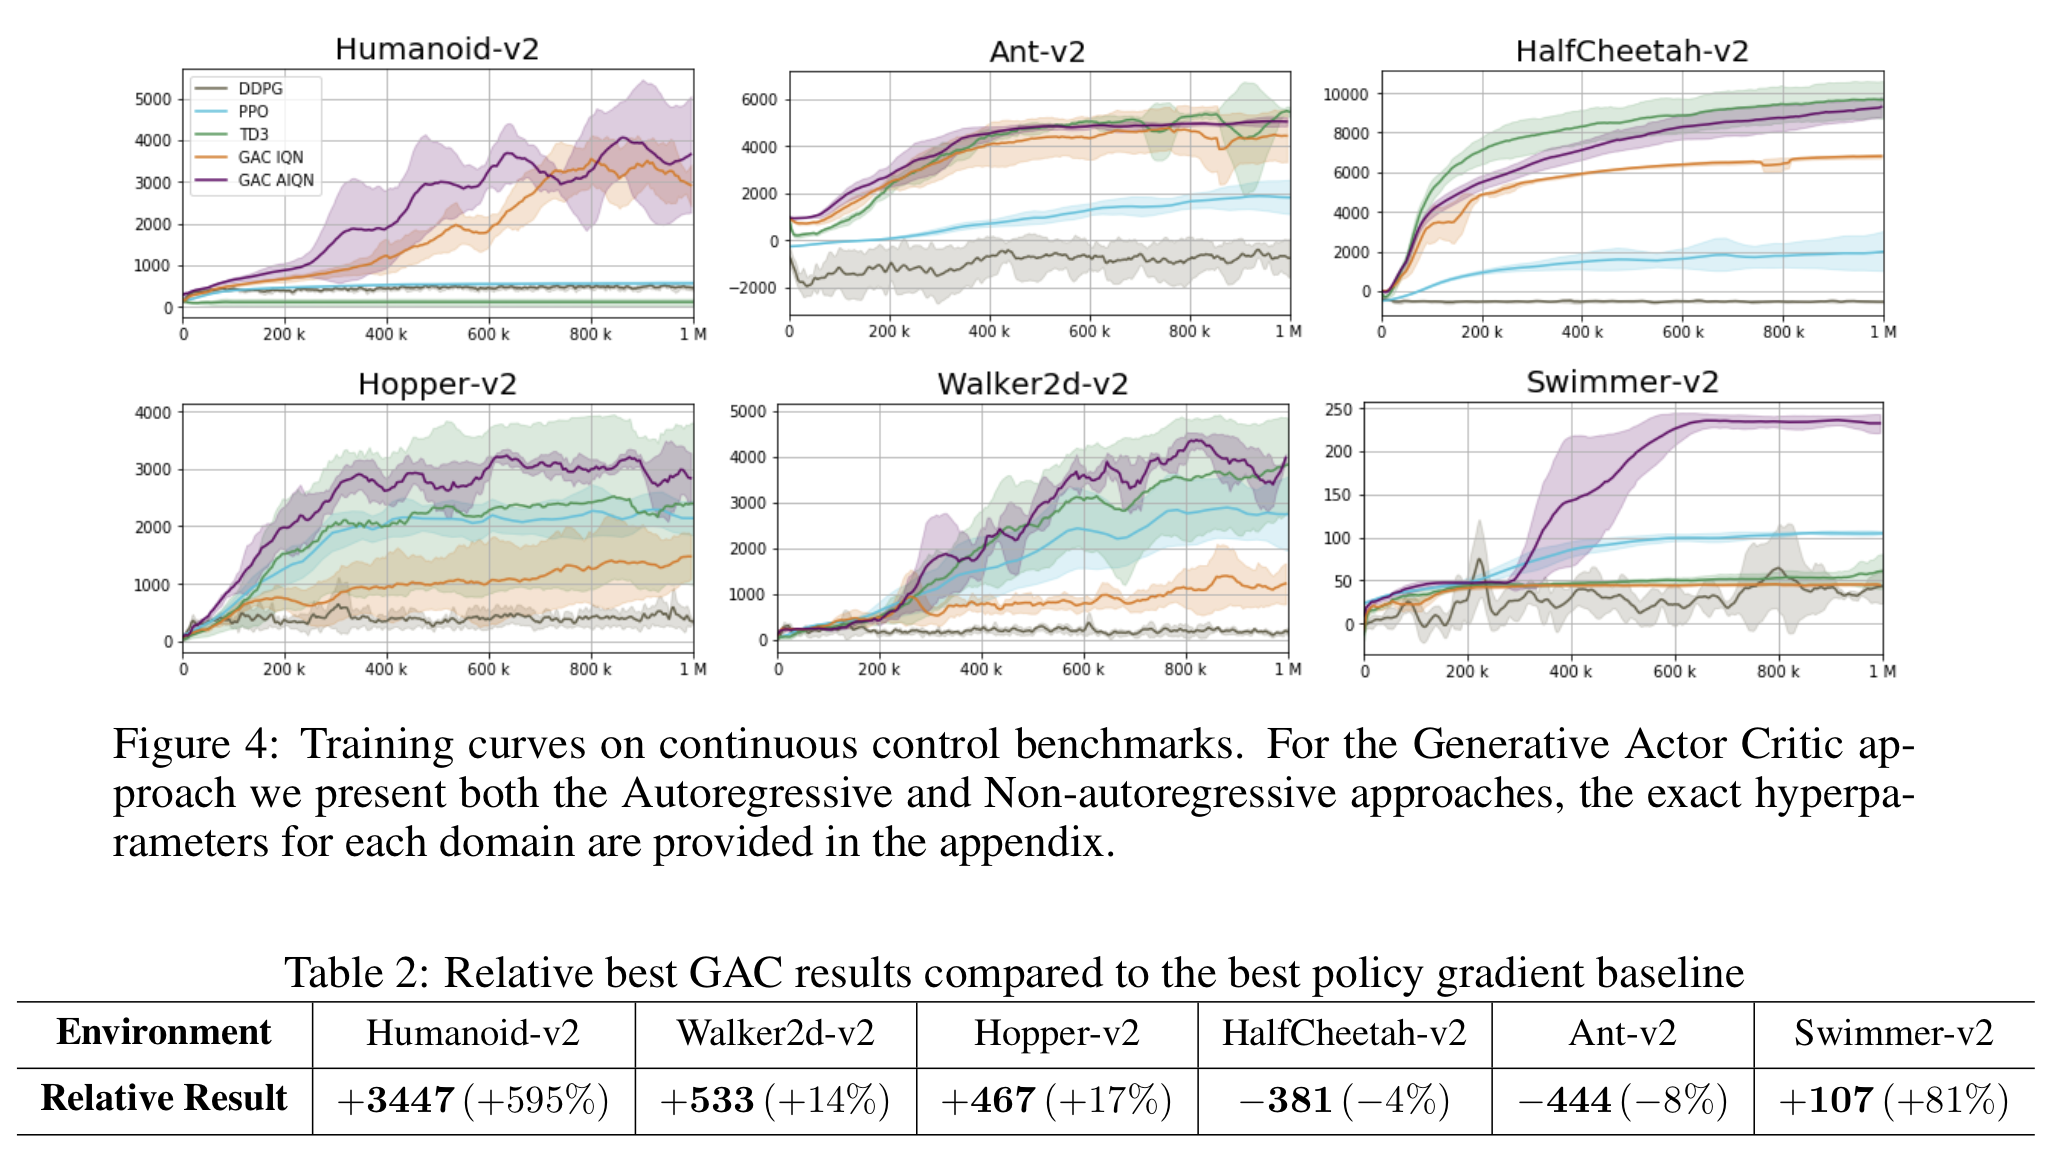 Humanoid-v2
5000
4000
3000
2000
1000
0
DDPG
PPO
TD3
GAC IQN
GAC AIQN
0 200 k 400 k 600 k 800 k 1 M
Ant-v2
6000
4000
2000
0
−2000
0 200 k 400 k 600 k 800 k 1 M
HalfCheetah-v2
10000
8000
6000
4000
2000
0
0 200 k 400 k 600 k 800 k 1 M
Hopper-v2
4000
3000
2000
1000
0
0 200 k 400 k 600 k 800 k 1 M
Walker2d-v2
5000
4000
3000
2000
1000
0
0 200 k 400 k 600 k 800 k 1 M
Swimmer-v2
250
200
150
100
50
0
0 200 k 400 k 600 k 800 k 1 M
Figure 4: Training curves on continuous control benchmarks. For the Generative Actor Critic ap-
proach we present both the Autoregressive and Non-autoregressive approaches, the exact hyperpa-
rameters for each domain are provided in the appendix.
Table 2: Relative best GAC results compared to the best policy gradient baseline
Environment Humanoid-v2 Walker2d-v2 Hopper-v2 HalfCheetah-v2 Ant-v2 Swimmer-v2
Relative Result +3447 (+595%) +533 (+14%) +467 (+17%) −381 (−4%) −444 (−8%) +107 (+81%)